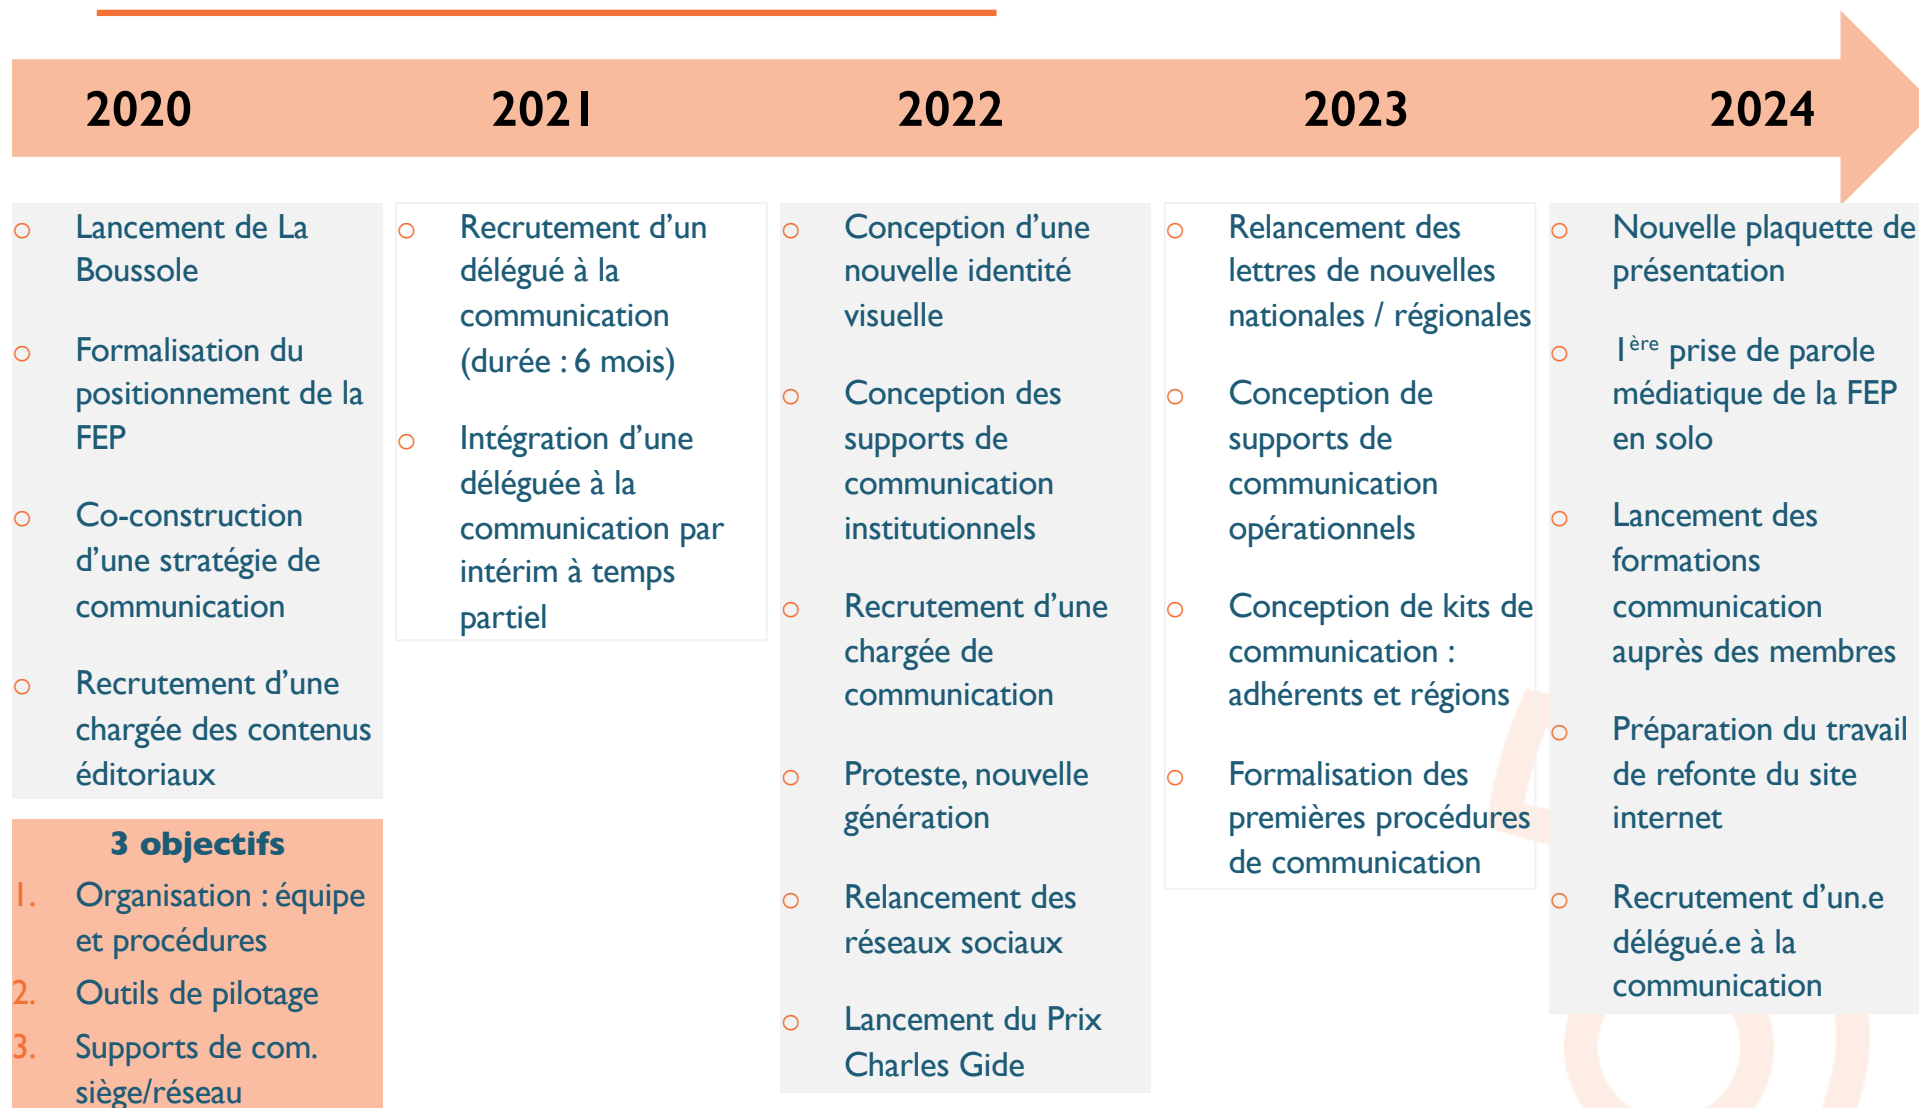 2020
2021
2022
2023
2024
Lancement de La
Boussole
Formalisation du
positionnement de la
FEP
Co-construction
d’une stratégie de
communication
Recrutement d’une
chargée des contenus
éditoriaux
3 objectifs
1. Organisation : équipe
et procédures
2. Outils de pilotage
3. Supports de com.
siège/réseau
Recrutement d’un
délégué à la
communication
(durée : 6 mois)
Intégration d’une
déléguée à la
communication par
intérim à temps
partiel
Conception d’une
nouvelle identité
visuelle
Conception des
supports de
communication
institutionnels
Recrutement d’une
chargée de
communication
Proteste, nouvelle
génération
Relancement des
réseaux sociaux
Lancement du Prix
Charles Gide
Relancement des
lettres de nouvelles
nationales / régionales
Conception de
supports de
communication
opérationnels
Conception de kits de
communication :
adhérents et régions
Formalisation des
premières procédures
de communication
Nouvelle plaquette de
présentation
1ère prise de parole
médiatique de la FEP
en solo
Lancement des
formations
communication
auprès des membres
Préparation du travail
de refonte du site
internet
Recrutement d’un.e
délégué.e à la
communication